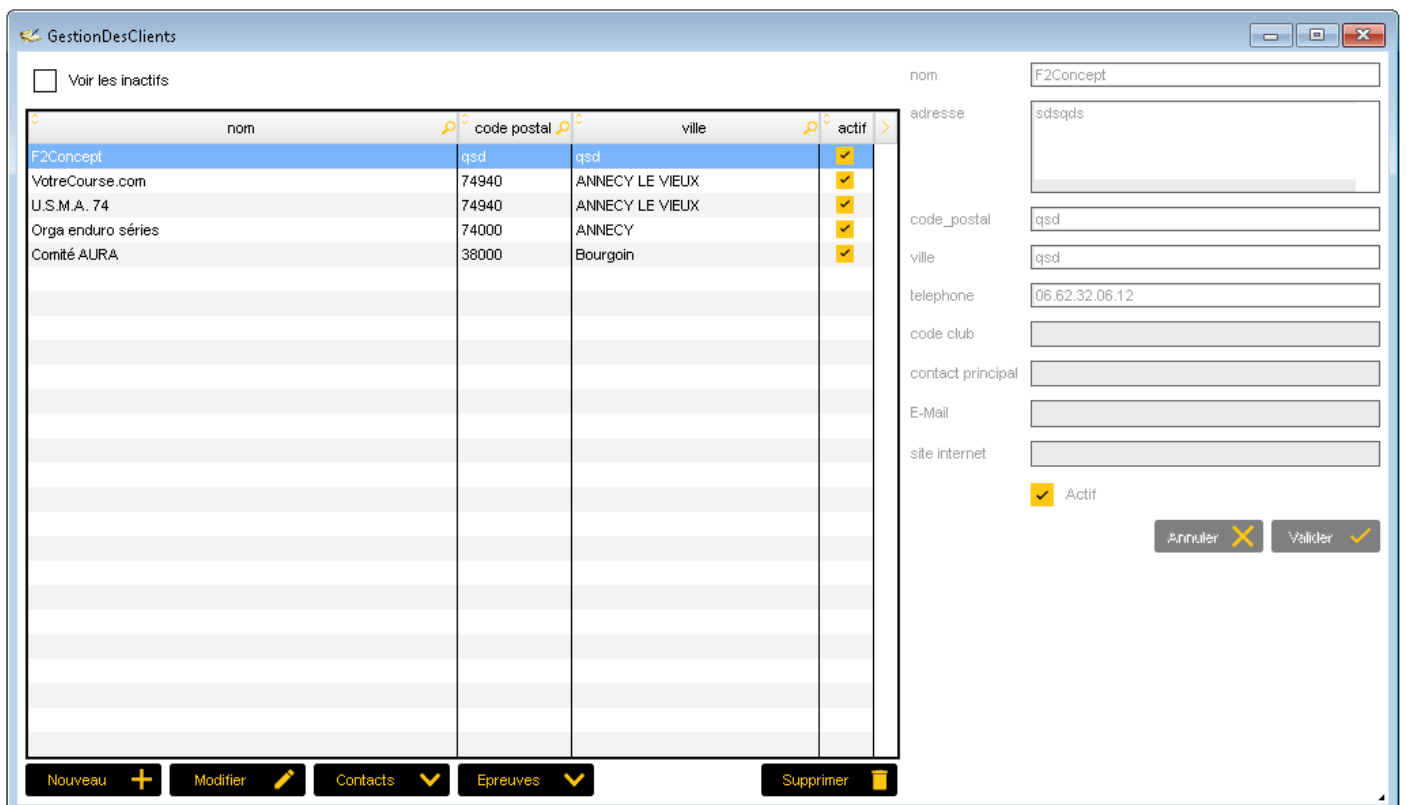 GestionDesClients
Voir les inactifs
nom code postal ville actif
F2Concept qsd qsd
VotreCourse.com 74940 ANNECY LE VIEUX
U.S.M.A. 74 74940 ANNECY LE VIEUX
Orga enduro séries 74000 ANNECY
Comité AURA 38000 Bourgoin
Nouveau Modifier Contacts Epreuves Supprimer
nom F2Concept
adresse sdsqds
code_postal qsd
ville qsd
telephone 06.62.32.06.12
code club
contact principal
E-Mail
site internet
Actif
Annuler Valider